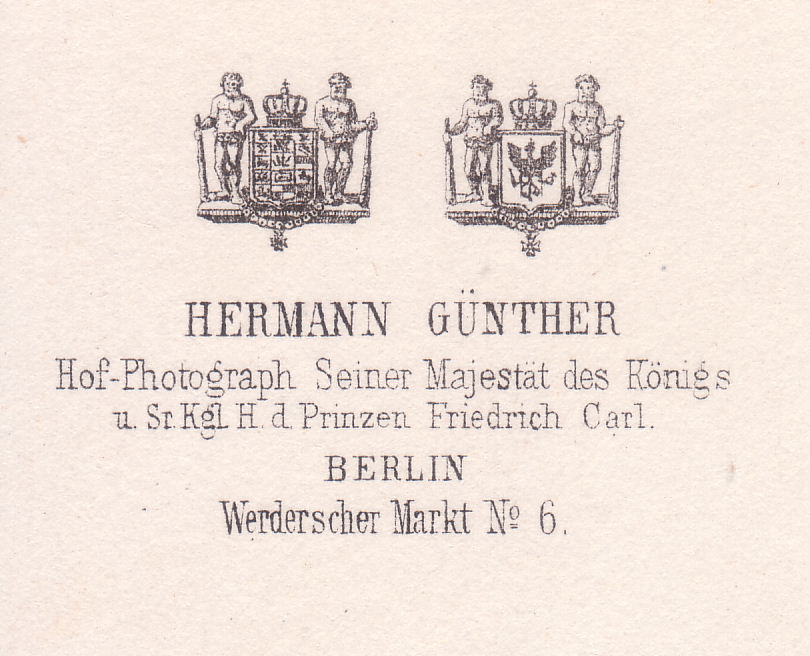 HERMANN GÜNTHER
Hof-Photograph Seiner Majestät des Königs
u. Sr. Kgl. H. d. Prinzen Friedrich Carl.
BERLIN
Werderscher Markt Nº 6.